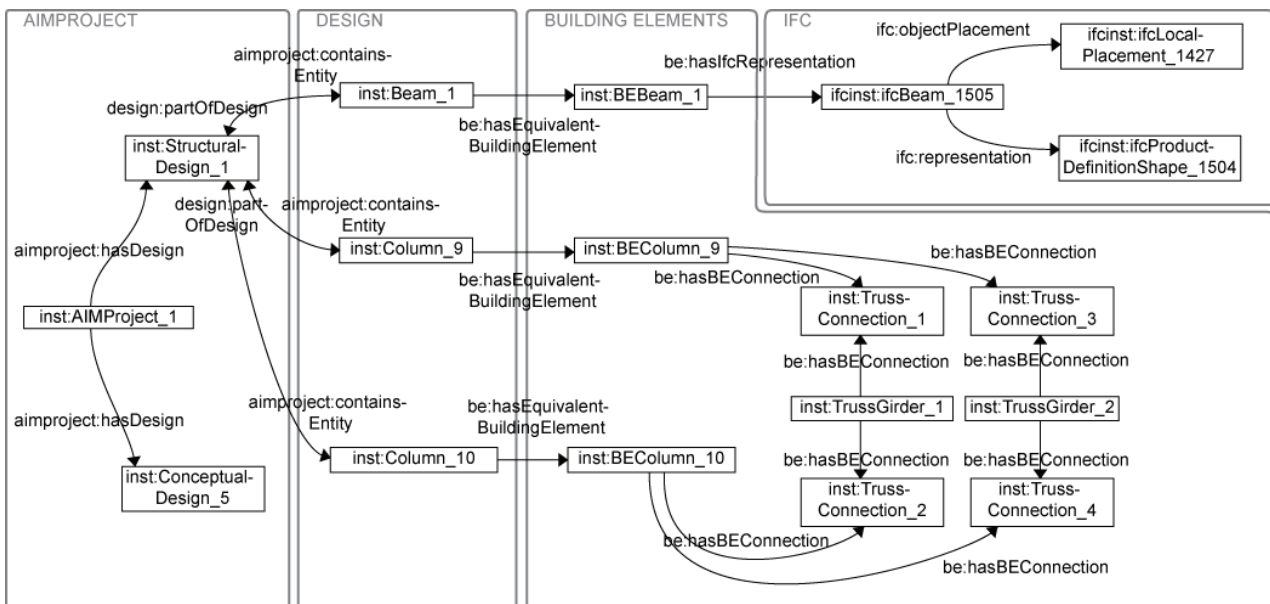 AIMPROJECT
DESIGN
BUILDING ELEMENTS
IFC
aimproject:contains-
Entity
design:partOfDesign
inst:Structural-
Design_1
inst:Beam_1
be:hasEquivalent-
BuildingElement
inst:BEBeam_1
be:hasIfcRepresentation
ifcinst:ifcBeam_1505
ifc:objectPlacement
ifcinst:ifcLocal-
Placement_1427
ifc:representation
ifcinst:ifcProduct-
DefinitionShape_1504
design:part-
OfDesign
aimproject:contains-
Entity
inst:Column_9
be:hasEquivalent-
BuildingElement
inst:BEColumn_9
be:hasBEConnection
be:hasBEConnection
inst:Truss-
Connection_1
inst:Truss-
Connection_3
aimproject:hasDesign
inst:AIMProject_1
aimproject:hasDesign
inst:Conceptual-
Design_5
be:hasBEConnection
be:hasBEConnection
inst:TrussGirder_1
inst:TrussGirder_2
be:hasBEConnection
be:hasBEConnection
aimproject:contains-
Entity
inst:Column_10
be:hasEquivalent-
BuildingElement
inst:BEColumn_10
inst:Truss-
Connection_2
inst:Truss-
Connection_4
be:hasBEConnection
be:hasBEConnection